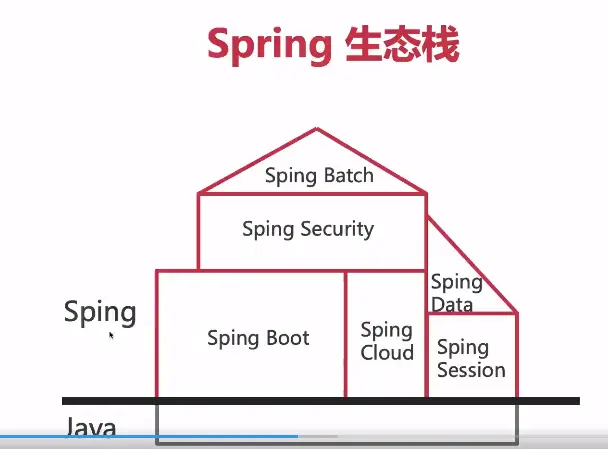 Spring 生态栈
Sping Batch
Sping Security
Sping
Data
Sping
Sping Boot
Sping
Cloud
Sping
Session
Java